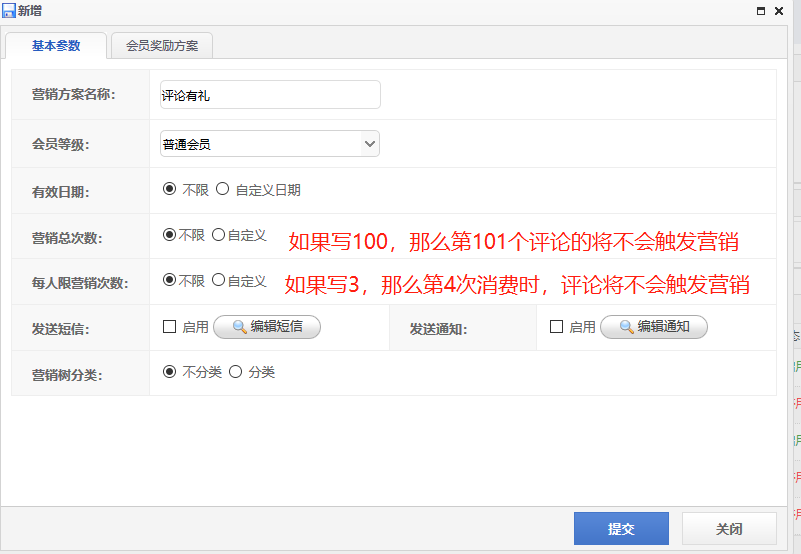 新增
基本参数 会员奖励方案
营销方案名称: 评论有礼
会员等级: 普通会员
有效日期: 不限 自定义日期
营销总次数: 不限 自定义 如果写100，那么第101个评论的将不会触发营销
每人限营销次数: 不限 自定义 如果写3，那么第4次消费时，评论将不会触发营销
发送短信: 启用 编辑短信 发送通知: 启用 编辑通知
营销树分类: 不分类 分类
提交 关闭